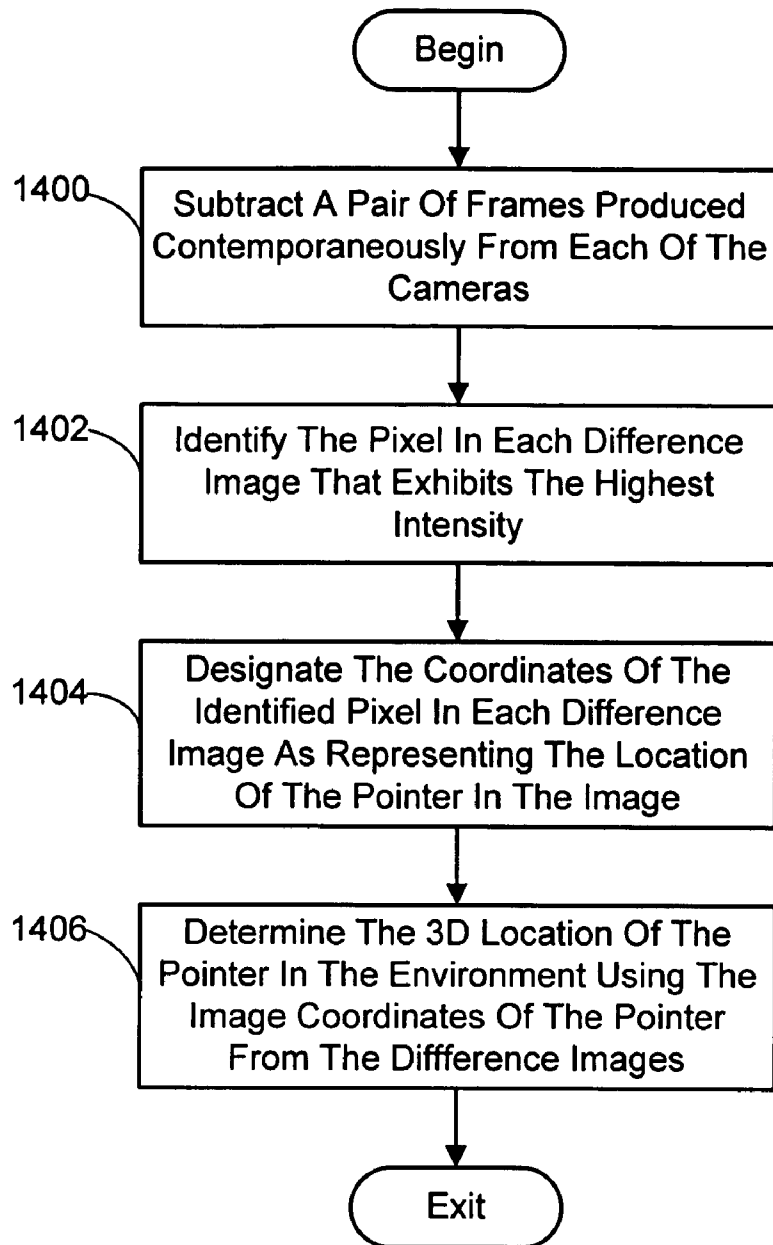 Begin
1400
Subtract A Pair Of Frames Produced
Contemporaneously From Each Of The
Cameras
1402
Identify The Pixel In Each Difference
Image That Exhibits The Highest
Intensity
1404
Designate The Coordinates Of The
Identified Pixel In Each Difference
Image As Representing The Location
Of The Pointer In The Image
1406
Determine The 3D Location Of The
Pointer In The Environment Using The
Image Coordinates Of The Pointer
From The Diffference Images
Exit